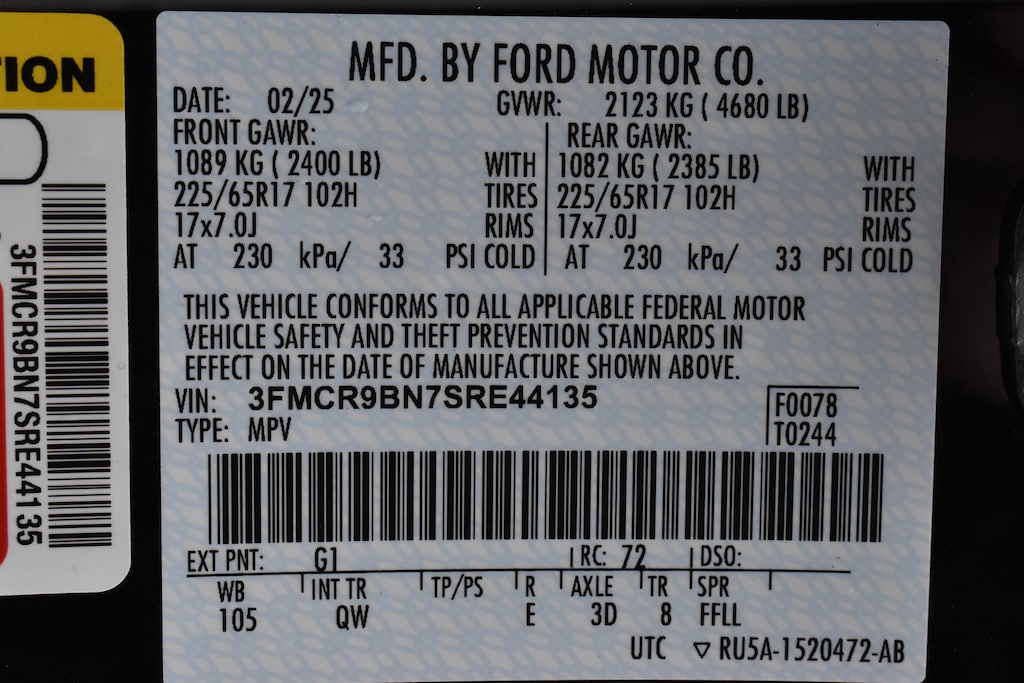 TION
3FMCR9BN7SRE44135
MFD. BY FORD MOTOR CO.
DATE: 02/25 GVWR: 2123 KG ( 4680 LB)
FRONT GAWR: REAR GAWR:
1089 KG ( 2400 LB) WITH 1082 KG ( 2385 LB) WITH
225/65R17 102H TIRES 225/65R17 102H TIRES
17x7.0J RIMS 17x7.0J RIMS
AT 230 kPa/ 33 PSI COLD AT 230 kPa/ 33 PSI COLD
THIS VEHICLE CONFORMS TO ALL APPLICABLE FEDERAL MOTOR
VEHICLE SAFETY AND THEFT PREVENTION STANDARDS IN
EFFECT ON THE DATE OF MANUFACTURE SHOWN ABOVE.
VIN: 3FMCR9BN7SRE44135 F0078
TYPE: MPV T0244
EXT PNT: G1 RC: 72 DSO:
WB INT TR TP/PS R AXLE TR SPR
105 QW E 3D 8 FFLL
UTC ▽ RU5A-1520472-AB